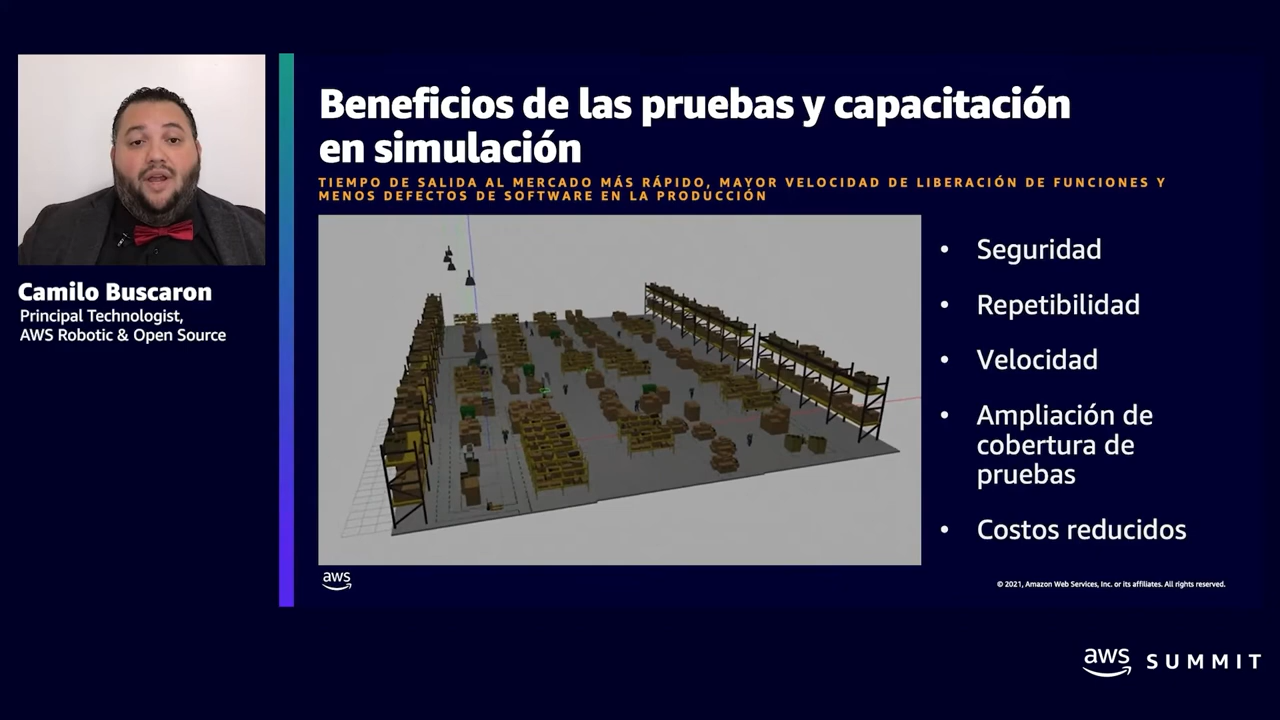 Camilo Buscaron
Principal Technologist,
AWS Robotic & Open Source
Beneficios de las pruebas y capacitación
en simulación
TIEMPO DE SALIDA AL MERCADO MÁS RÁPIDO, MAYOR VELOCIDAD DE LIBERACIÓN DE FUNCIONES Y
MENOS DEFECTOS DE SOFTWARE EN LA PRODUCCIÓN
• Seguridad
• Repetibilidad
• Velocidad
• Ampliación de
cobertura de
pruebas
• Costos reducidos
aws
© 2021, Amazon Web Services, Inc. or its affiliates. All rights reserved.
aws SUMMIT